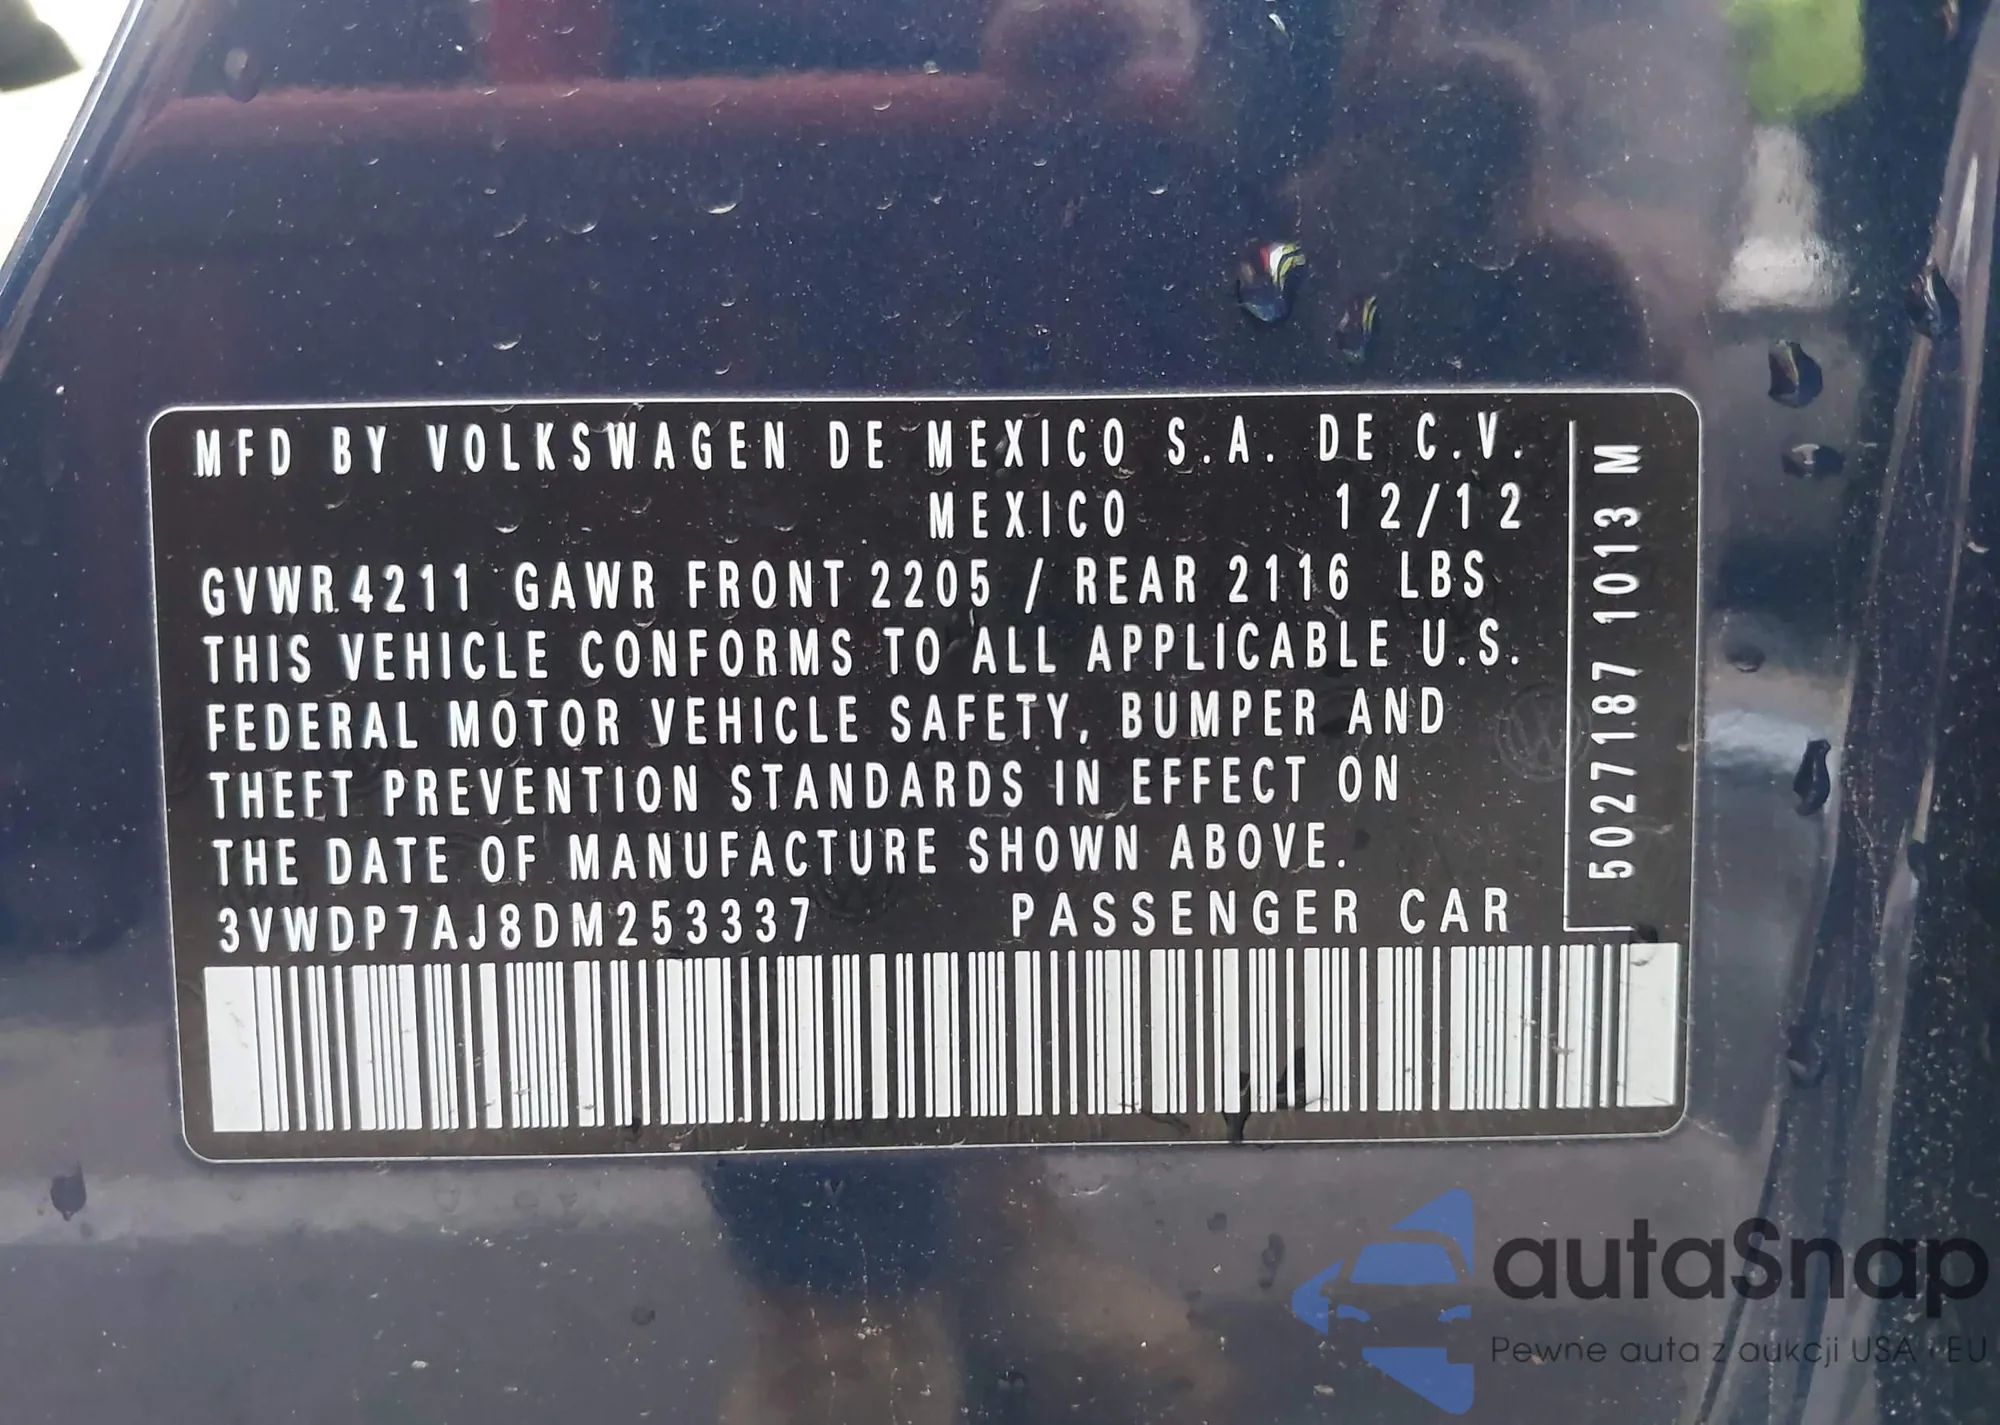 MFD BY VOLKSWAGEN DE MEXICO S.A. DE C.V.
MEXICO 12/12
GVWR 4211 GAWR FRONT 2205 / REAR 2116 LBS
THIS VEHICLE CONFORMS TO ALL APPLICABLE U.S.
FEDERAL MOTOR VEHICLE SAFETY, BUMPER AND
THEFT PREVENTION STANDARDS IN EFFECT ON
THE DATE OF MANUFACTURE SHOWN ABOVE.
3VWDP7AJ8DM253337 PASSENGER CAR
5027187 1013 M
autaSnap
Pewne auta z aukcji USA i EU